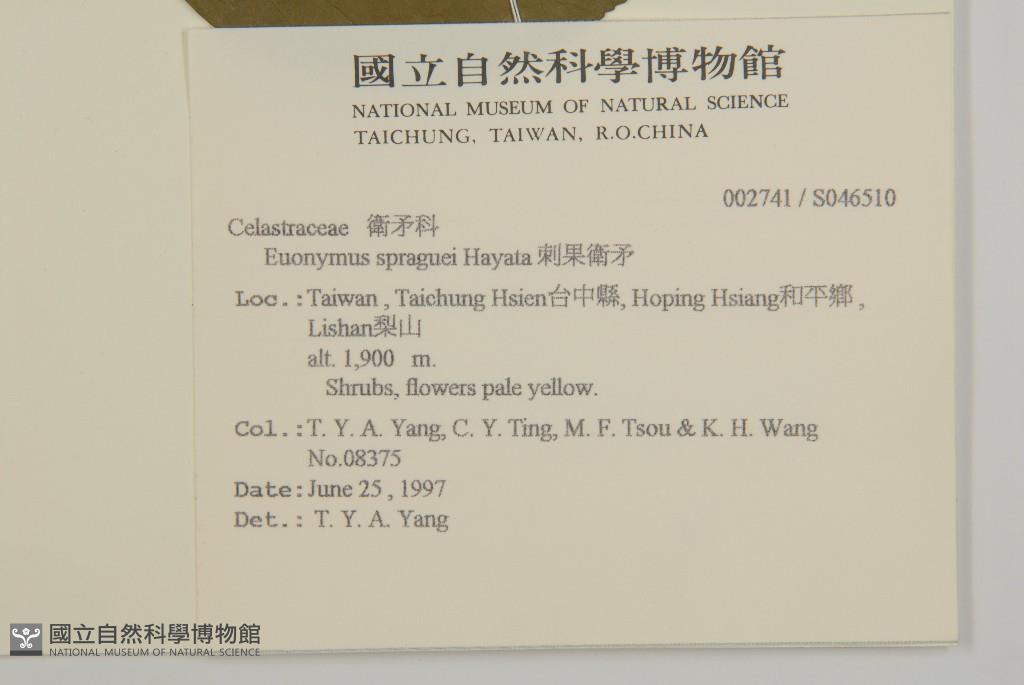 國立自然科學博物館
NATIONAL MUSEUM OF NATURAL SCIENCE
TAICHUNG, TAIWAN, R.O.CHINA
002741 / S046510
Celastraceae 衛矛科
Euonymus spraguei Hayata 刺果衛矛
Loc.:Taiwan , Taichung Hsien台中縣, Hoping Hsiang和平鄉 ,
Lishan梨山
alt. 1,900 m.
Shrubs, flowers pale yellow.
Col.:T. Y. A. Yang, C. Y. Ting, M. F. Tsou & K. H. Wang
No.08375
Date:June 25 , 1997
Det.: T. Y. A. Yang
國立自然科學博物館
NATIONAL MUSEUM OF NATURAL SCIENCE